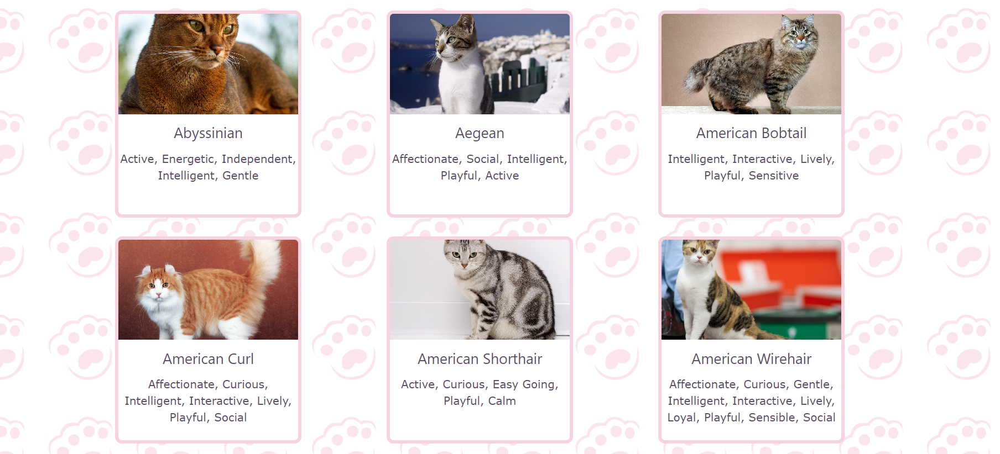 Abyssinian
Active, Energetic, Independent,
Intelligent, Gentle
Aegean
Affectionate, Social, Intelligent,
Playful, Active
American Bobtail
Intelligent, Interactive, Lively,
Playful, Sensitive
American Curl
Affectionate, Curious,
Intelligent, Interactive, Lively,
Playful, Social
American Shorthair
Active, Curious, Easy Going,
Playful, Calm
American Wirehair
Affectionate, Curious, Gentle,
Intelligent, Interactive, Lively,
Loyal, Playful, Sensible, Social